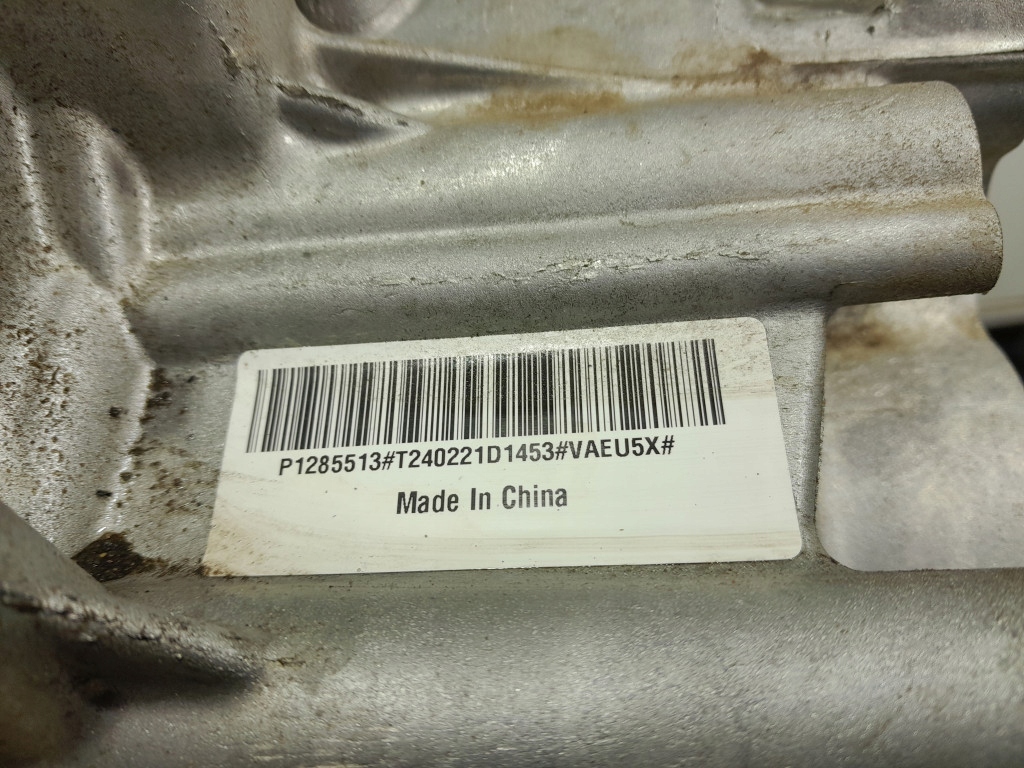 P1285513#T240221D1453#VAEU5X#
Made In China